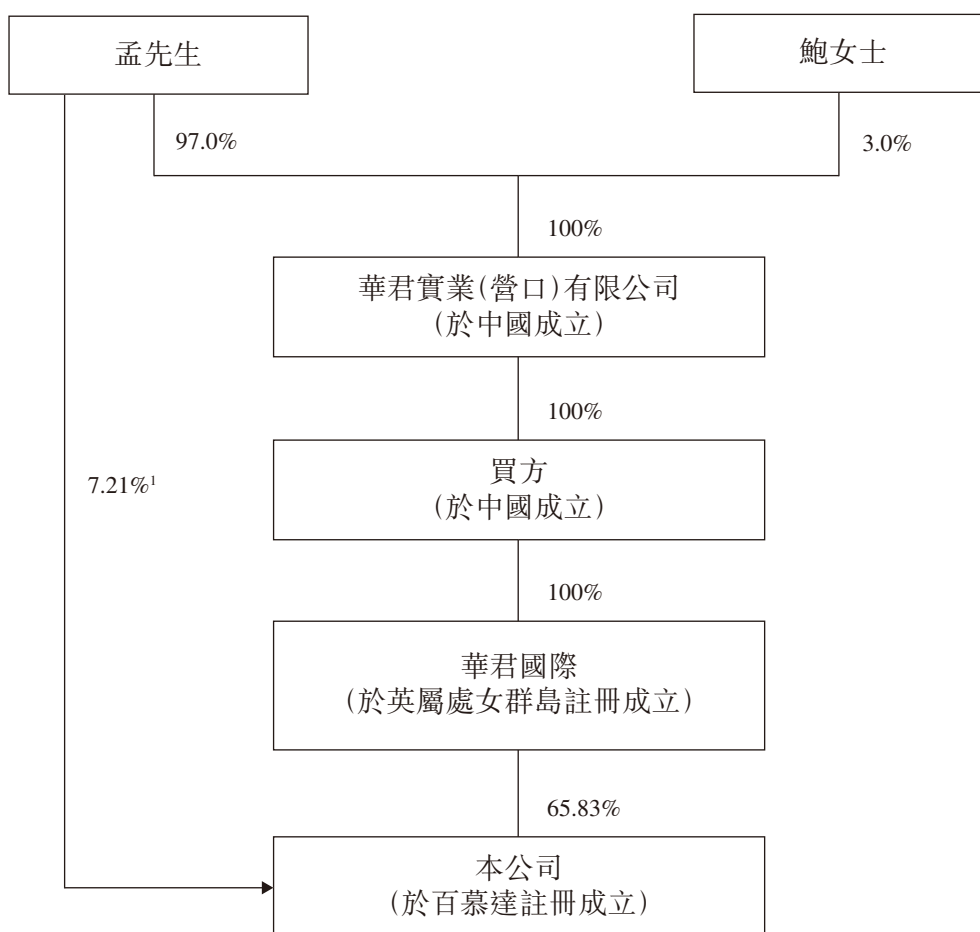 孟先生
鮑女士
97.0%
3.0%
100%
華君實業(營口)有限公司
(於中國成立)
100%
7.21%¹
買方
(於中國成立)
100%
華君國際
(於英屬處女群島註冊成立)
65.83%
本公司
(於百慕達註冊成立)